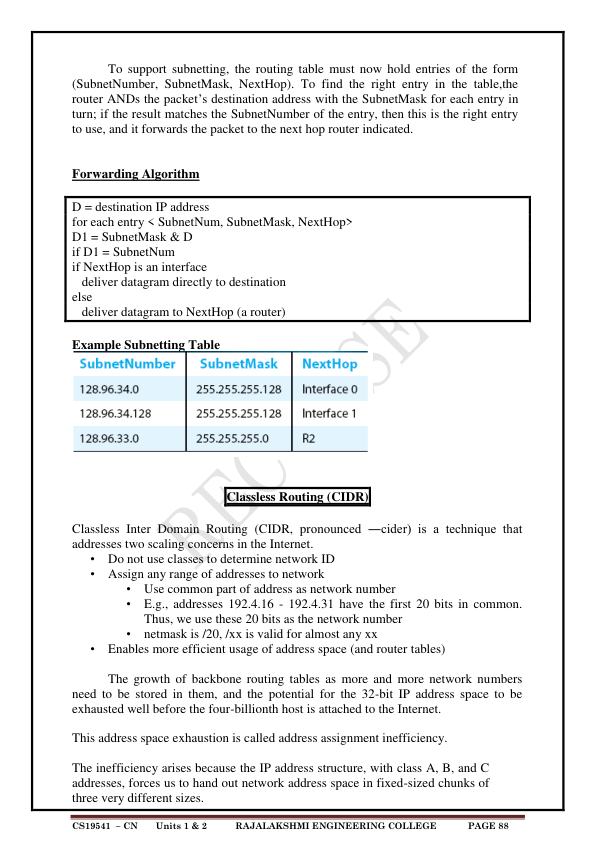 To support subnetting, the routing table must now hold entries of the form
(SubnetNumber, SubnetMask, NextHop). To find the right entry in the table,the
router ANDs the packet's destination address with the SubnetMask for each entry in
turn; if the result matches the SubnetNumber of the entry, then this is the right entry
to use, and it forwards the packet to the next hop router indicated.
Forwarding Algorithm
D = destination IP address
for each entry < SubnetNum, SubnetMask, NextHop>
D1 = SubnetMask & D
if D1 = SubnetNum
if NextHop is an interface
deliver datagram directly to destination
else
deliver datagram to NextHop (a router)
Example Subnetting Table
SubnetNumber SubnetMask NextHop
128.96.34.0 255.255.255.128 Interface 0
128.96.34.128 255.255.255.128 Interface 1
128.96.33.0 255.255.255.0 R2
Classless Routing (CIDR)
Classless Inter Domain Routing (CIDR, pronounced ―cider) is a technique that
addresses two scaling concerns in the Internet.
• Do not use classes to determine network ID
• Assign any range of addresses to network
• Use common part of address as network number
• E.g., addresses 192.4.16 - 192.4.31 have the first 20 bits in common.
Thus, we use these 20 bits as the network number
• netmask is /20, /xx is valid for almost any xx
• Enables more efficient usage of address space (and router tables)
The growth of backbone routing tables as more and more network numbers
need to be stored in them, and the potential for the 32-bit IP address space to be
exhausted well before the four-billionth host is attached to the Internet.
This address space exhaustion is called address assignment inefficiency.
The inefficiency arises because the IP address structure, with class A, B, and C
addresses, forces us to hand out network address space in fixed-sized chunks of
three very different sizes.
CS19541 – CN Units 1 & 2 RAJALAKSHMI ENGINEERING COLLEGE PAGE 88